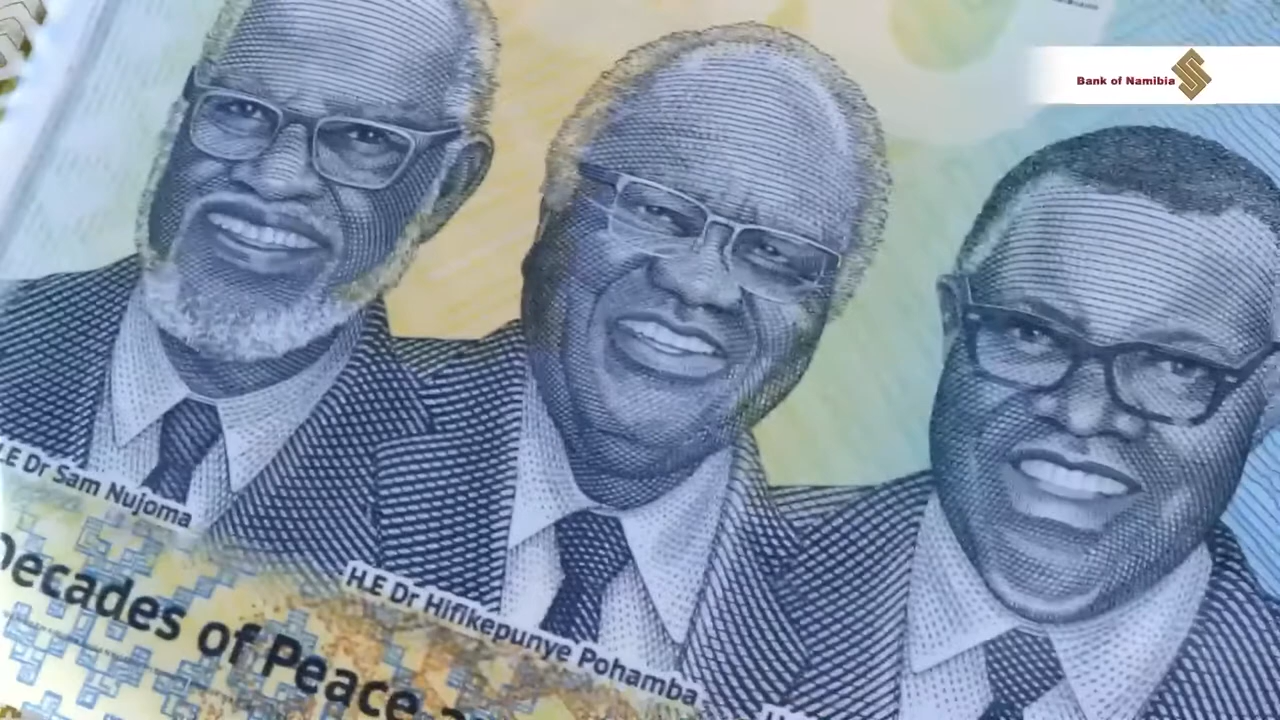 Bank of Namibia
H.E Dr Sam Nujoma
H.E Dr Hifikepunye Pohamba
Decades of Peace